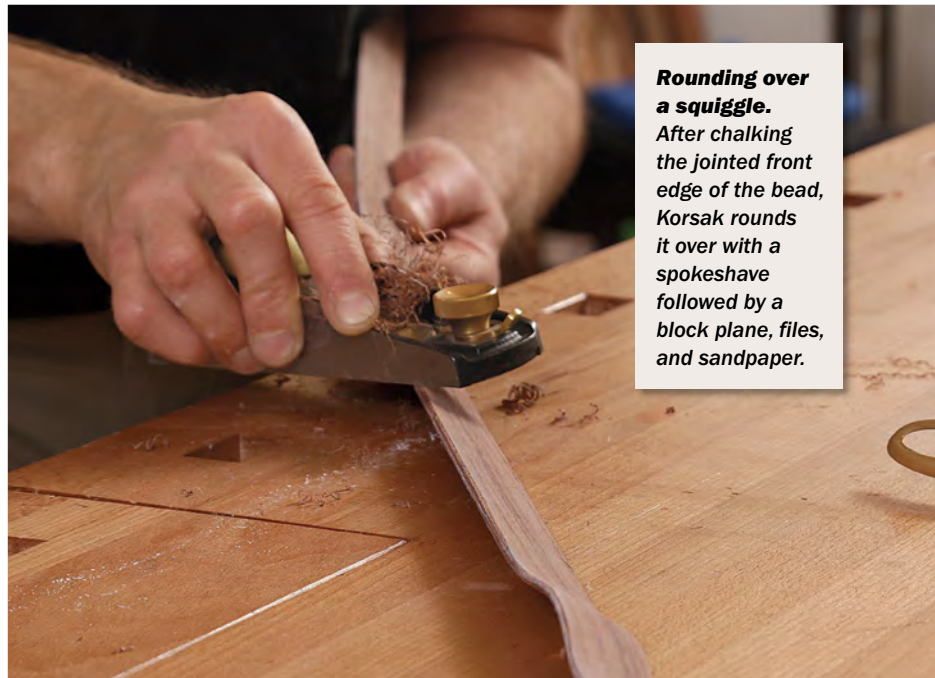 Rounding over
a squiggle.
After chalking
the jointed front
edge of the bead,
Korsak rounds
it over with a
spokeshave
followed by a
block plane, files,
and sandpaper.